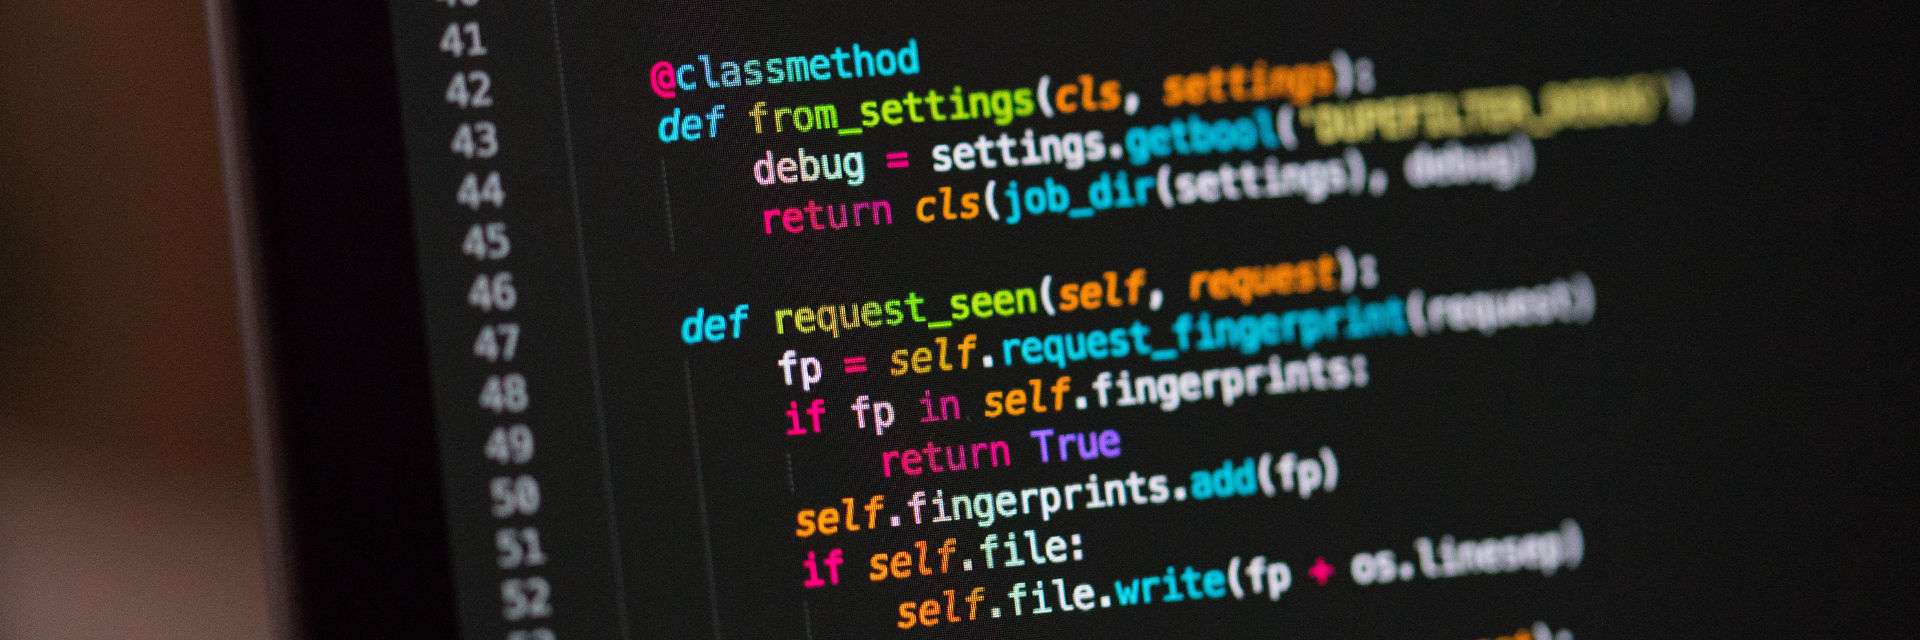 41
42 @classmethod
43 def from_settings(cls, settings):
44 debug = settings.getbool('DUPEFILTER_DEBUG')
45 return cls(job_dir(settings), debug)
46
47 def request_seen(self, request):
48 fp = self.request_fingerprint(request)
49 if fp in self.fingerprints:
50 return True
51 self.fingerprints.add(fp)
52 if self.file:
self.file.write(fp + os.linesep)